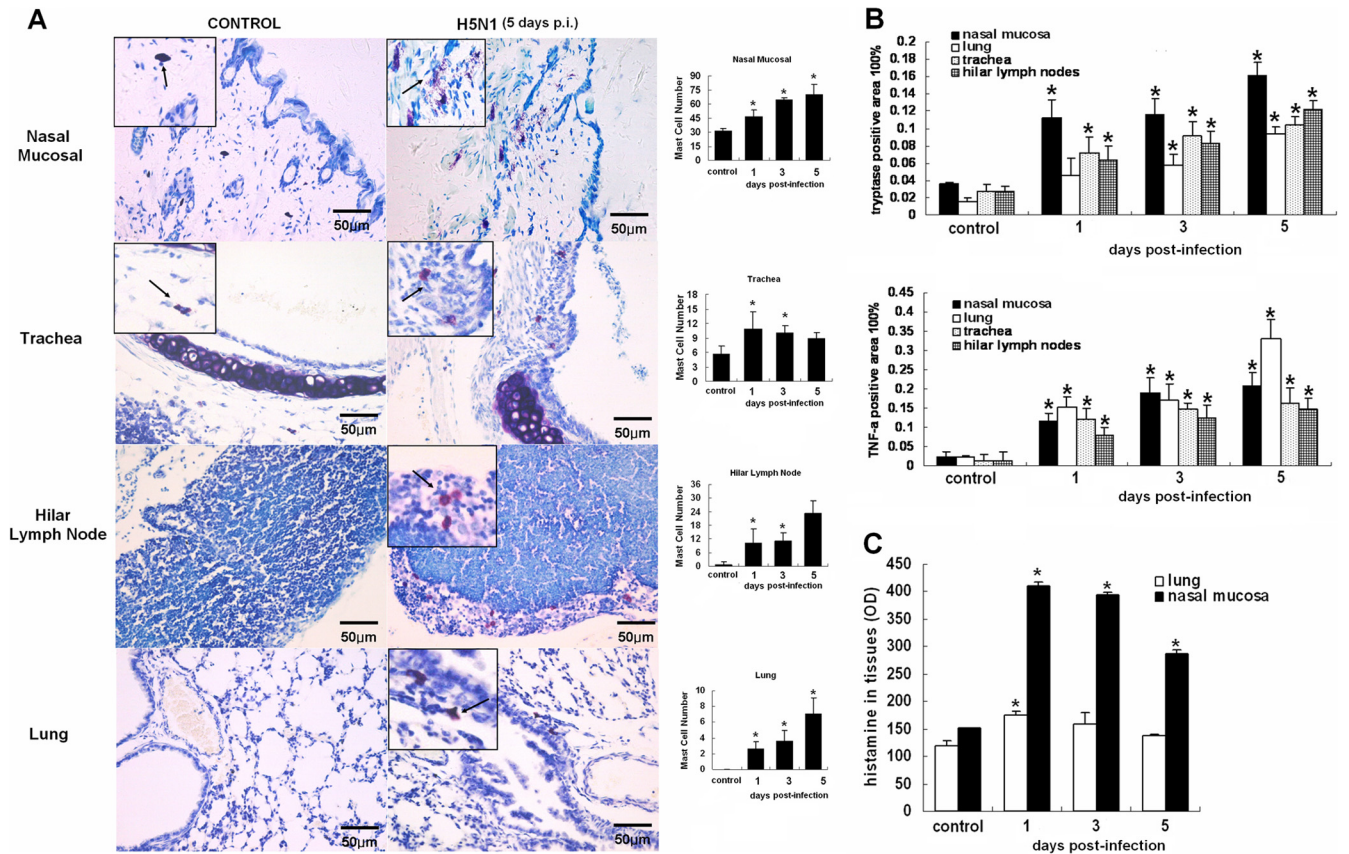 A
CONTROL
H5N1 (5 days p.i.)
Nasal
Mucosal
50µm
50µm
Trachea
50µm
50µm
Hilar
Lymph Node
50µm
50µm
Lung
50µm
50µm
Nasal Mucosal
Mast Cell Number
90
75
60
45
30
15
0
* * *
control 1 3 5
days post-infection
Trachea
Mast Cell Number
18
15
12
9
6
3
0
* *
control 1 3 5
days post-infection
Hilar Lymph Node
Mast Cell Number
36
30
24
18
12
6
0
* *
control 1 3 5
days post-infection
Lung
Mast Cell Number
10
8
6
4
2
0
* * *
control 1 3 5
days post-infection
B
nasal mucosa
lung
trachea
hilar lymph nodes
tryptase positive area 100%
0.2
0.18
0.16
0.14
0.12
0.1
0.08
0.06
0.04
0.02
0
* * * * * * * * * * *
control 1 3 5
days post-infection
nasal mucosa
lung
trachea
hilar lymph nodes
TNF-a positive area 100%
0.45
0.4
0.35
0.3
0.25
0.2
0.15
0.1
0.05
0
* * * * * * * * * * * *
control 1 3 5
days post-infection
C
lung
nasal mucosa
histamine in tissues (OD)
450
400
350
300
250
200
150
100
50
0
* * * *
control 1 3 5
days post-infection